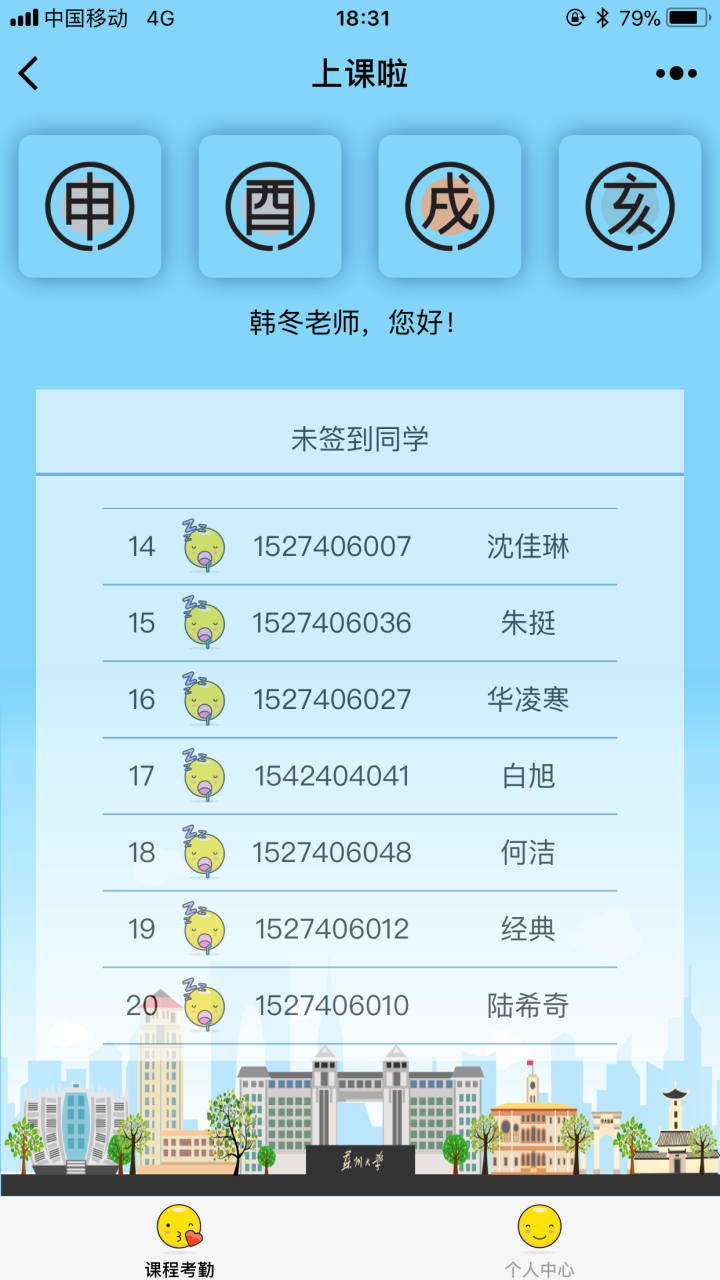 中国移动 4G 18:31 79%
上课啦
申 酉 戌 亥
韩冬老师，您好！
未签到同学
14 1527406007 沈佳琳
15 1527406036 朱挺
16 1527406027 华凌寒
17 1542404041 白旭
18 1527406048 何洁
19 1527406012 经典
20 1527406010 陆希奇
蘇州大學
课程考勤 个人中心